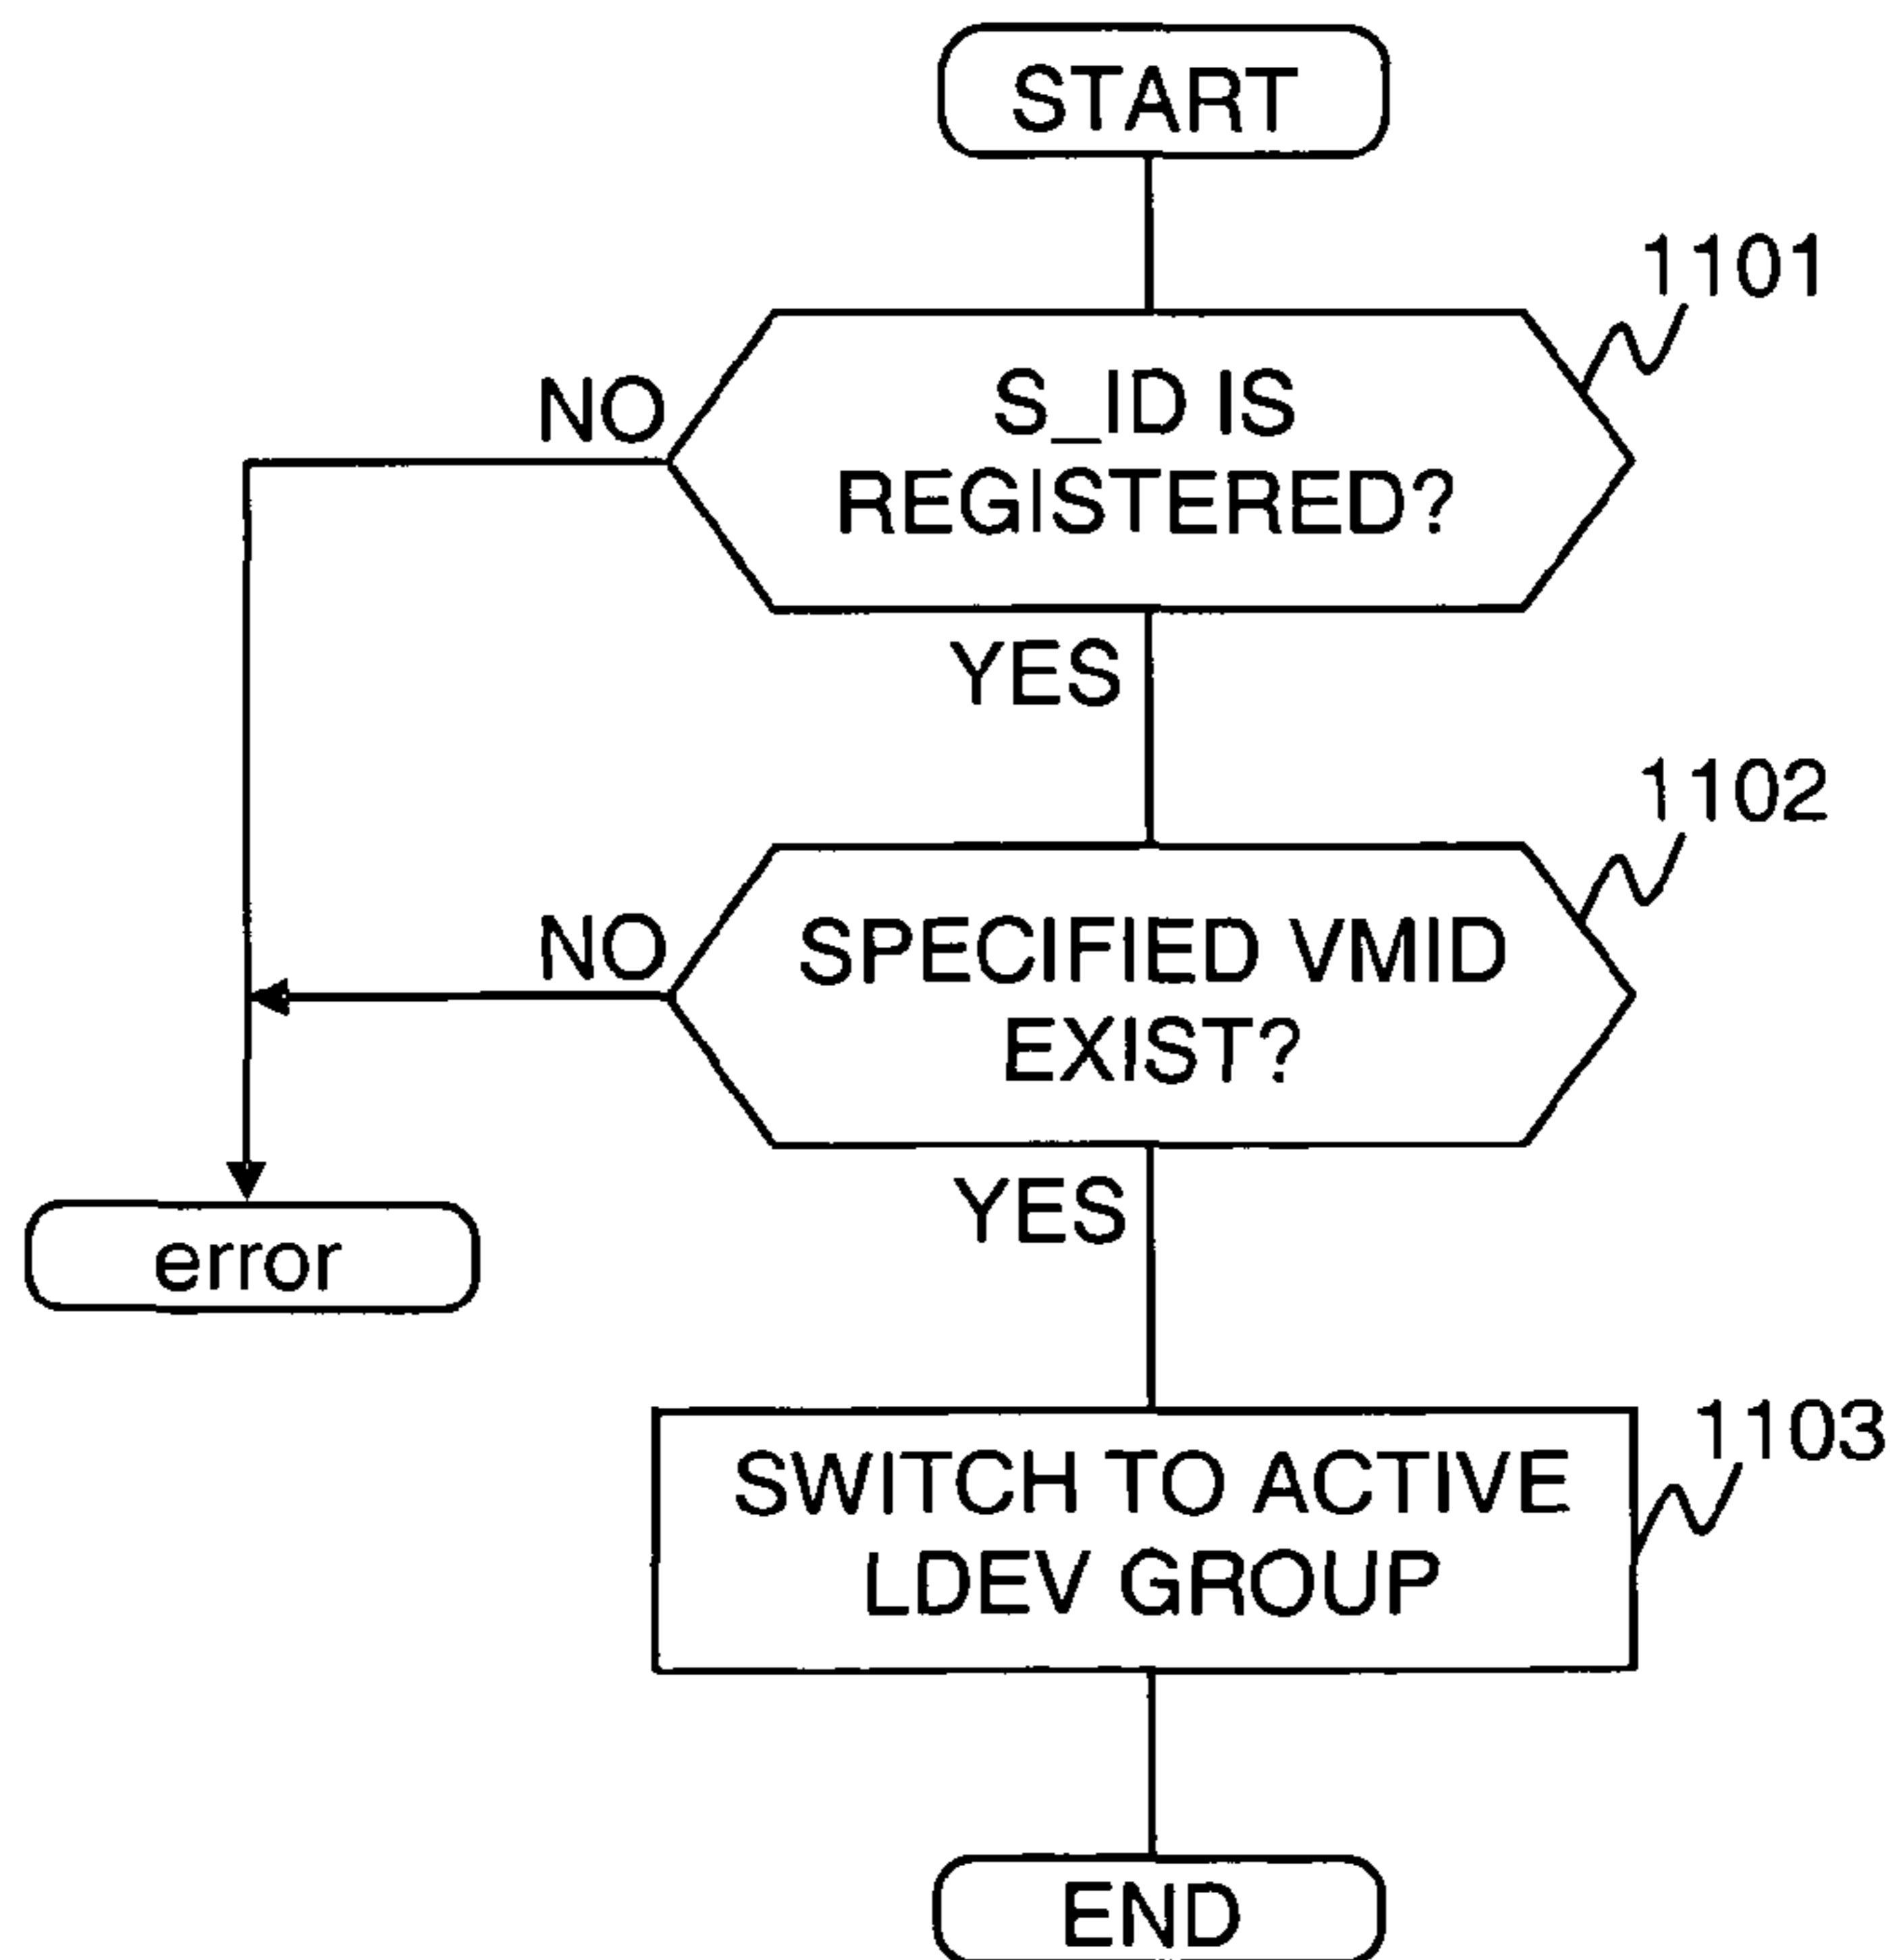 START
1101
S_ID IS
REGISTERED?
NO
YES
1102
SPECIFIED VMID
EXIST?
NO
YES
error
1103
SWITCH TO ACTIVE
LDEV GROUP
END